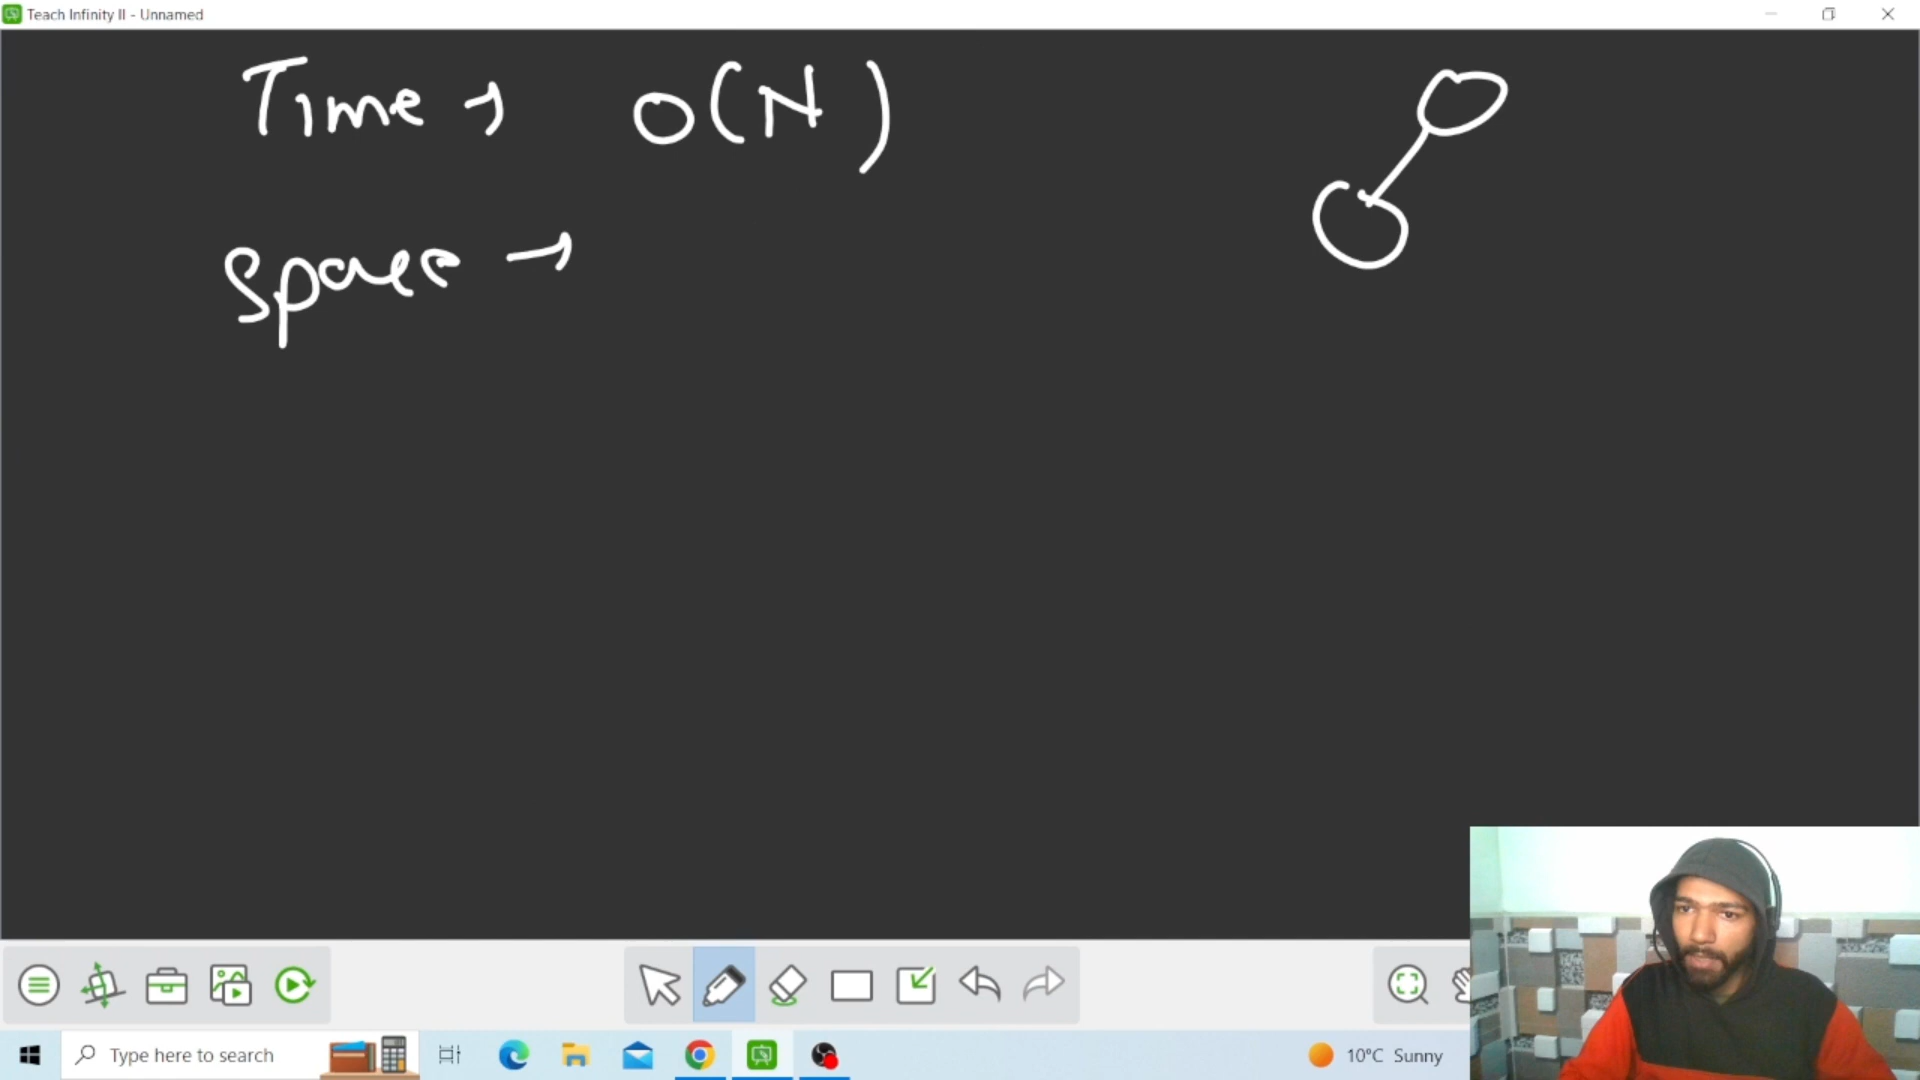 Teach Infinity II - Unnamed
Time → O(N)
Space →
Type here to search
10°C Sunny